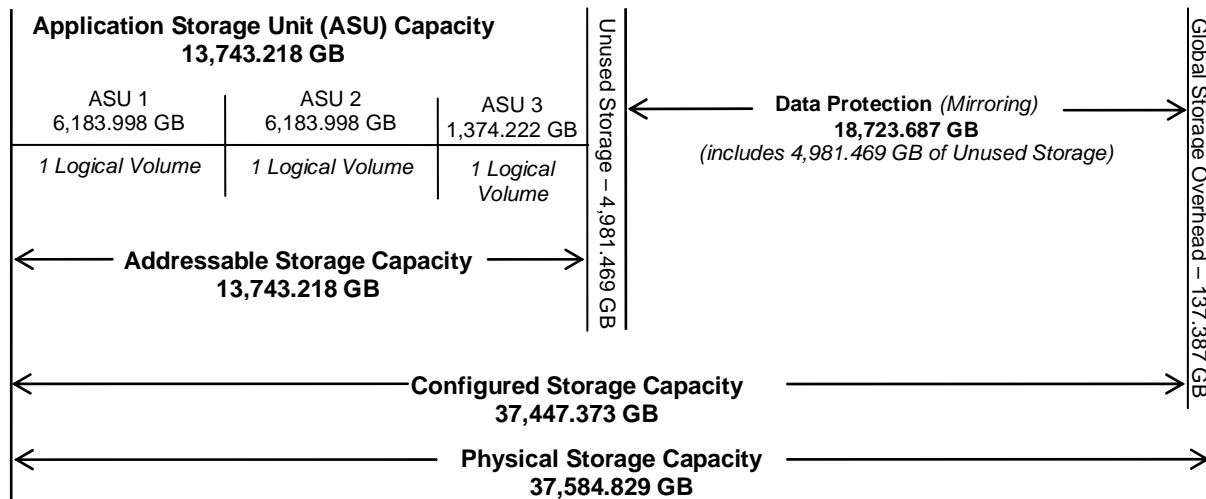 Application Storage Unit (ASU) Capacity
13,743.218 GB
ASU 1
6,183.998 GB
1 Logical Volume
ASU 2
6,183.998 GB
1 Logical Volume
ASU 3
1,374.222 GB
1 Logical
Volume
Unused Storage – 4,981.469 GB
Data Protection (Mirroring)
18,723.687 GB
(includes 4,981.469 GB of Unused Storage)
Global Storage Overhead – 137.387 GB
Addressable Storage Capacity
13,743.218 GB
Configured Storage Capacity
37,447.373 GB
Physical Storage Capacity
37,584.829 GB